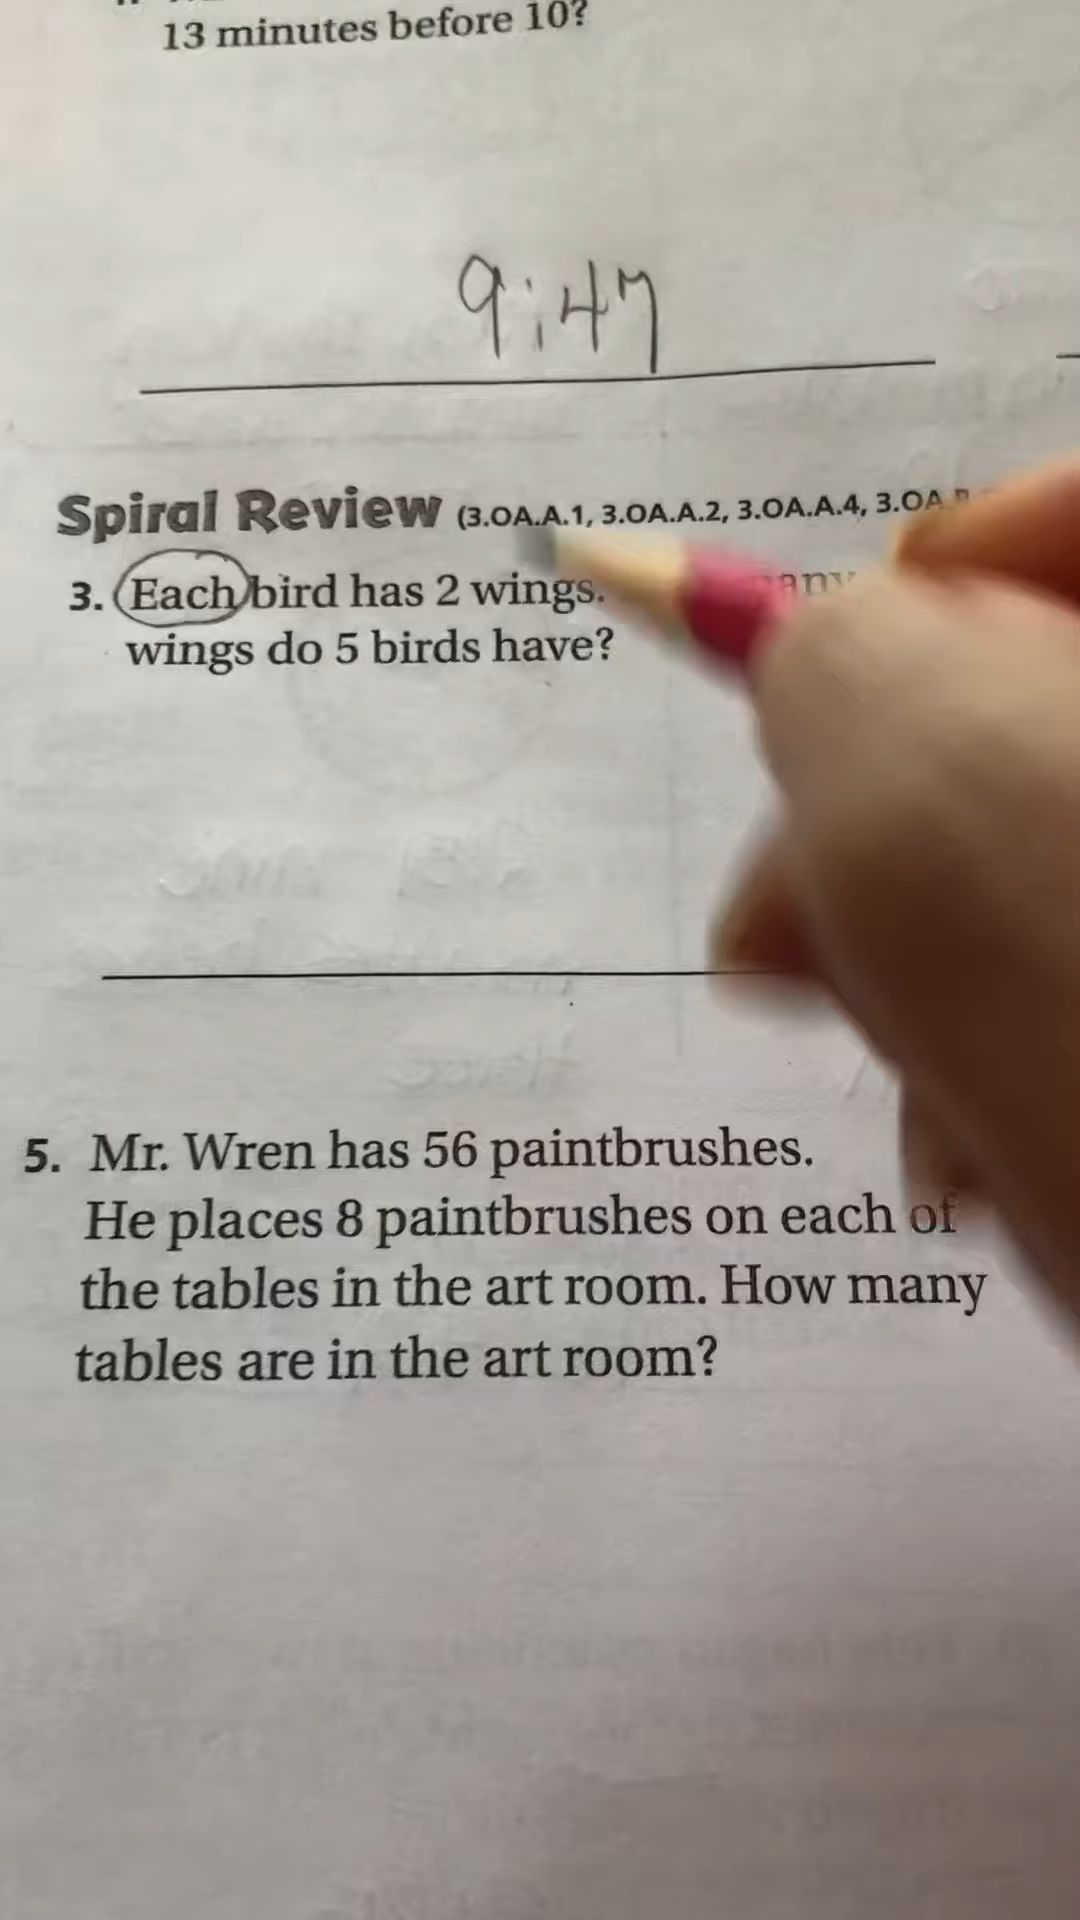 13 minutes before 10?
9:47
Spiral Review (3.OA.A.1, 3.OA.A.2, 3.OA.A.4, 3.OA
3. Each bird has 2 wings.
wings do 5 birds have?
5. Mr. Wren has 56 paintbrushes.
He places 8 paintbrushes on each of
the tables in the art room. How many
tables are in the art room?